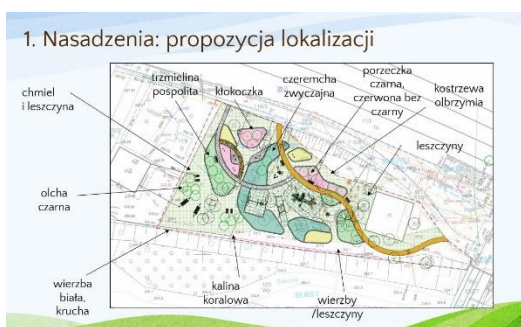 1. Nasadzenia: propozycja lokalizacji
chmiel
i leszczyna
trzmielina
pospolita
kłokoczka
czeremcha
zwyczajna
porzeczka
czarna,
czerwona bez
czarny
kostrzewa
olbrzymia
leszczyny
olcha
czarna
wierzba
biała,
krucha
kalina
koralowa
wierzby
/leszczyny